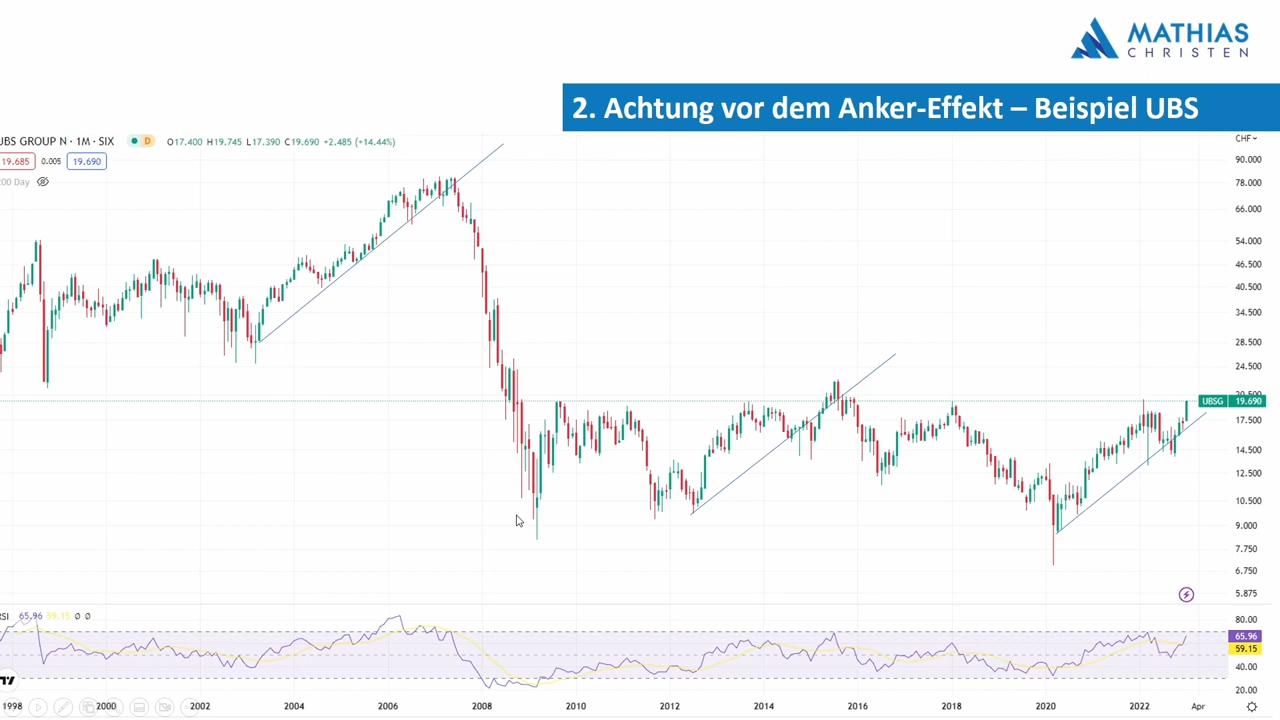 MATHIAS
CHRISTEN
2. Achtung vor dem Anker-Effekt – Beispiel UBS
UBS GROUP N · 1M · SIX D O17.400 H19.745 L17.390 C19.690 +2.485 (+14.44%)
CHF
19.685 0.005 19.690
200 Day
90.000
78.000
66.000
54.000
46.500
40.500
34.500
28.500
24.500
UBSG 19.690
17.500
14.500
12.500
10.500
9.000
7.750
6.750
5.875
RSI 65.96 59.15 Ø Ø
80.00
65.96
59.15
40.00
20.00
1998 2000 2002 2004 2006 2008 2010 2012 2014 2016 2018 2020 2022 Apr